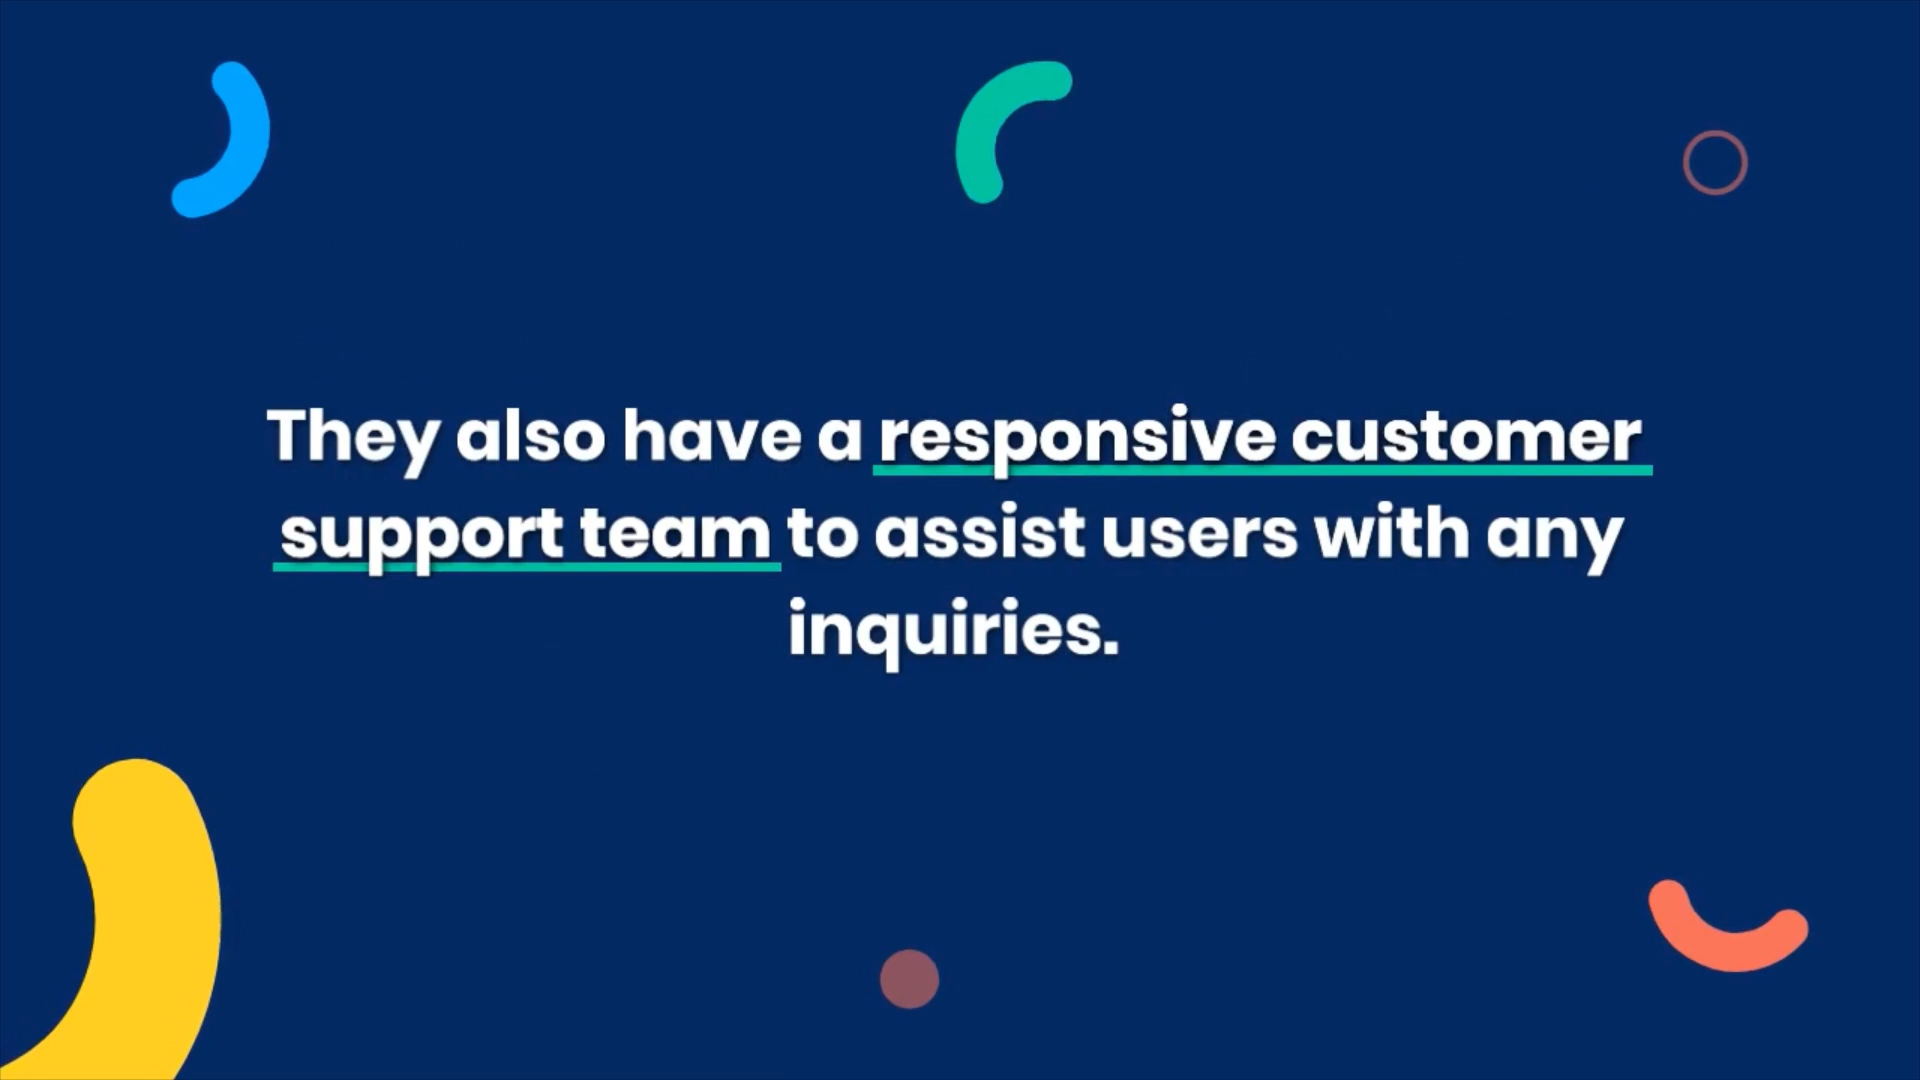 They also have a responsive customer
support team to assist users with any
inquiries.